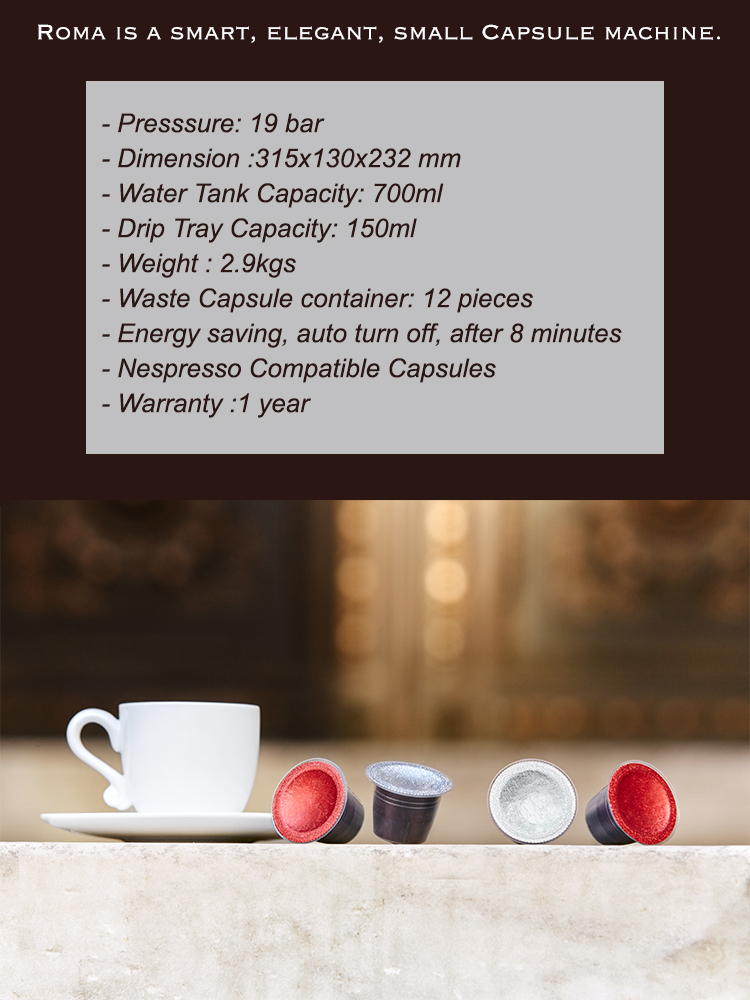 Roma is a smart, elegant, small Capsule machine.
- Presssure: 19 bar
- Dimension :315x130x232 mm
- Water Tank Capacity: 700ml
- Drip Tray Capacity: 150ml
- Weight : 2.9kgs
- Waste Capsule container: 12 pieces
- Energy saving, auto turn off, after 8 minutes
- Nespresso Compatible Capsules
- Warranty :1 year